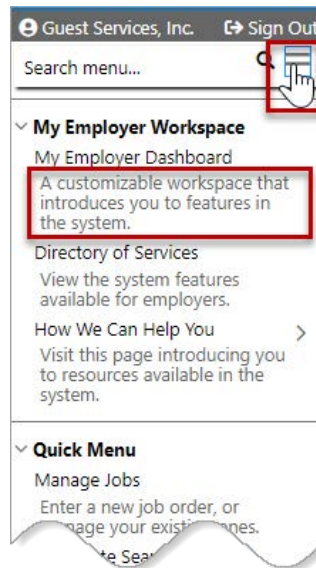 Guest Services, Inc. Sign Out
Search menu...
My Employer Workspace
My Employer Dashboard
A customizable workspace that
introduces you to features in
the system.
Directory of Services
View the system features
available for employers.
How We Can Help You
Visit this page introducing you
to resources available in the
system.
Quick Menu
Manage Jobs
Enter a new job order, or
your